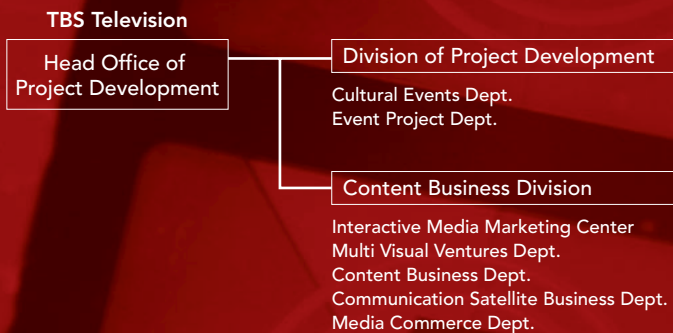 TBS Television
Head Office of
Project Development
Division of Project Development
Cultural Events Dept.
Event Project Dept.
Content Business Division
Interactive Media Marketing Center
Multi Visual Ventures Dept.
Content Business Dept.
Communication Satellite Business Dept.
Media Commerce Dept.